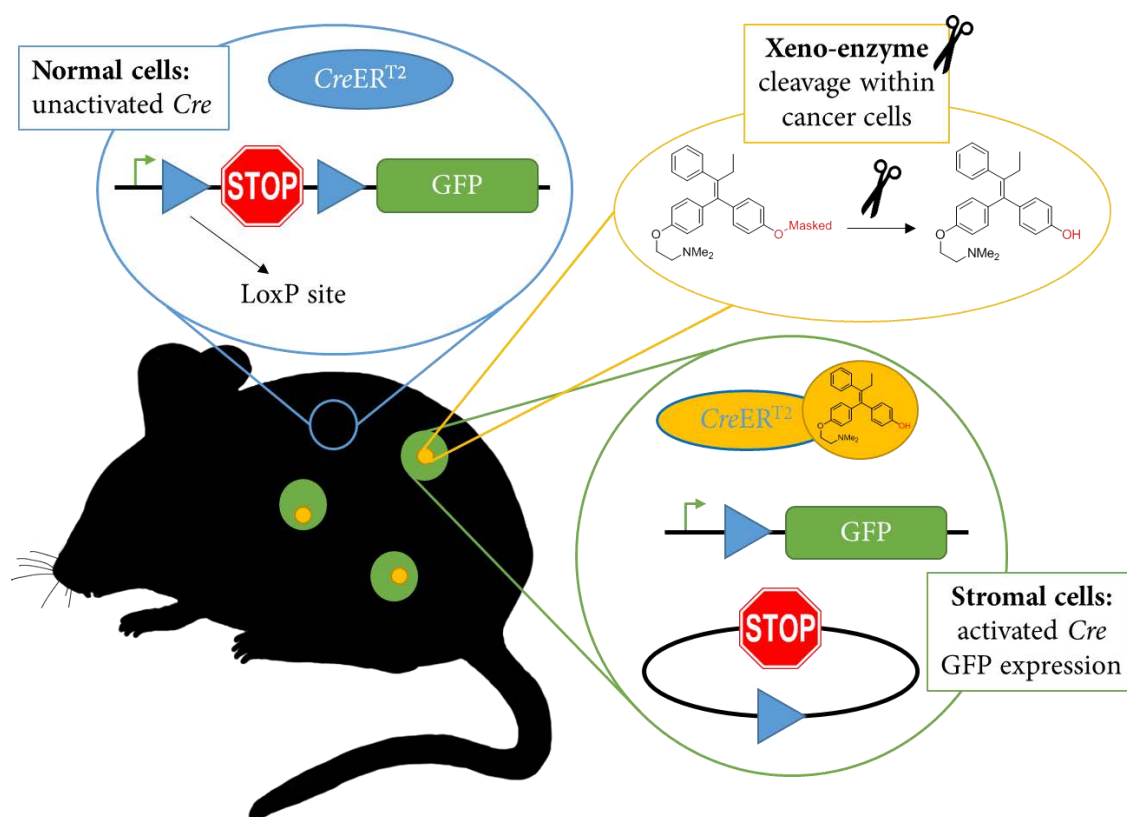 Normal cells:
unactivated Cre
CreERT2
STOP
GFP
LoxP site
Xeno-enzyme
cleavage within
cancer cells
O
NMe2
O
Masked
O
NMe2
OH
CreERT2
O
NMe2
OH
GFP
STOP
Stromal cells:
activated Cre
GFP expression